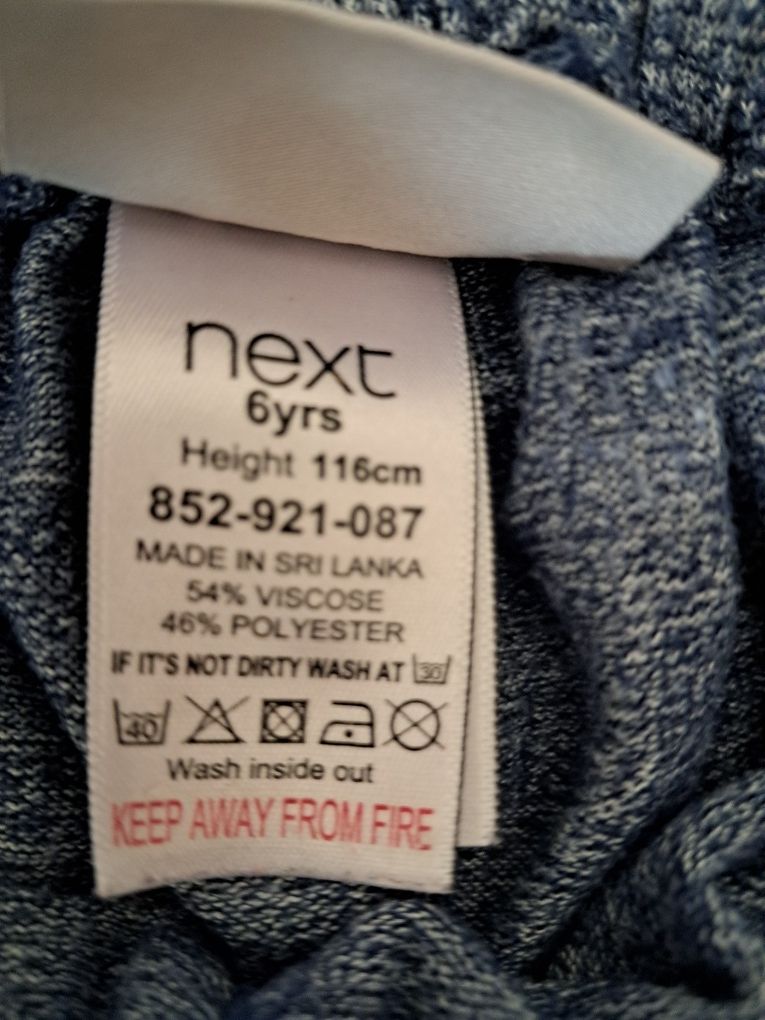 next
6yrs
Height 116cm
852-921-087
MADE IN SRI LANKA
54% VISCOSE
46% POLYESTER
IF IT'S NOT DIRTY WASH AT 30
40
Wash inside out
KEEP AWAY FROM FIRE